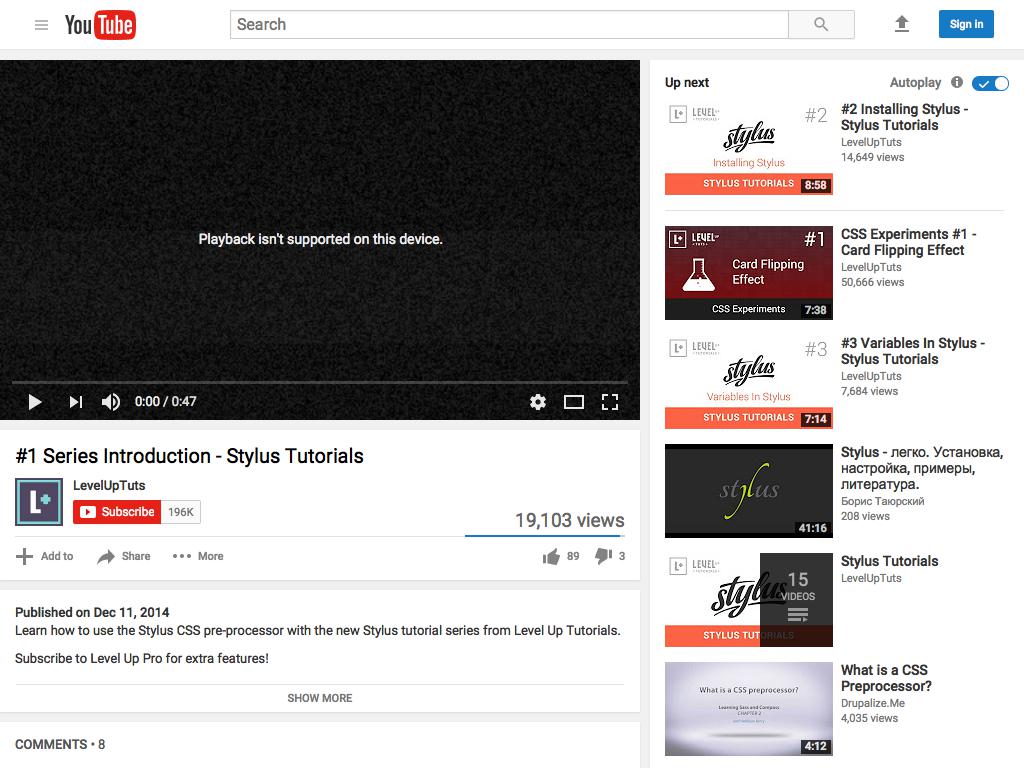 YouTube
Search
Sign in
Playback isn't supported on this device.
0:00 / 0:47
#1 Series Introduction - Stylus Tutorials
LevelUpTuts
Subscribe 196K
19,103 views
Add to Share More
89 3
Published on Dec 11, 2014
Learn how to use the Stylus CSS pre-processor with the new Stylus tutorial series from Level Up Tutorials.
Subscribe to Level Up Pro for extra features!
SHOW MORE
COMMENTS • 8
Up next
Autoplay
LEVEL UP
TUTORIALS
#2
stylus
Installing Stylus
STYLUS TUTORIALS 8:58
#2 Installing Stylus -
Stylus Tutorials
LevelUpTuts
14,649 views
LEVEL UP
TUTS
#1
Card Flipping
Effect
CSS Experiments 7:38
CSS Experiments #1 -
Card Flipping Effect
LevelUpTuts
50,666 views
LEVEL UP
TUTORIALS
#3
stylus
Variables In Stylus
STYLUS TUTORIALS 7:14
#3 Variables In Stylus -
Stylus Tutorials
LevelUpTuts
7,684 views
stylus
41:16
Stylus - легко. Установка,
настройка, примеры,
литература.
Борис Таюрский
208 views
LEVEL UP
TUTORIALS
stylus
STYLUS TUTORIALS
15
VIDEOS
Stylus Tutorials
LevelUpTuts
What is a CSS preprocessor?
Learning Sass and Compass
CHAPTER 2
4:12
What is a CSS
Preprocessor?
Drupalize.Me
4,035 views